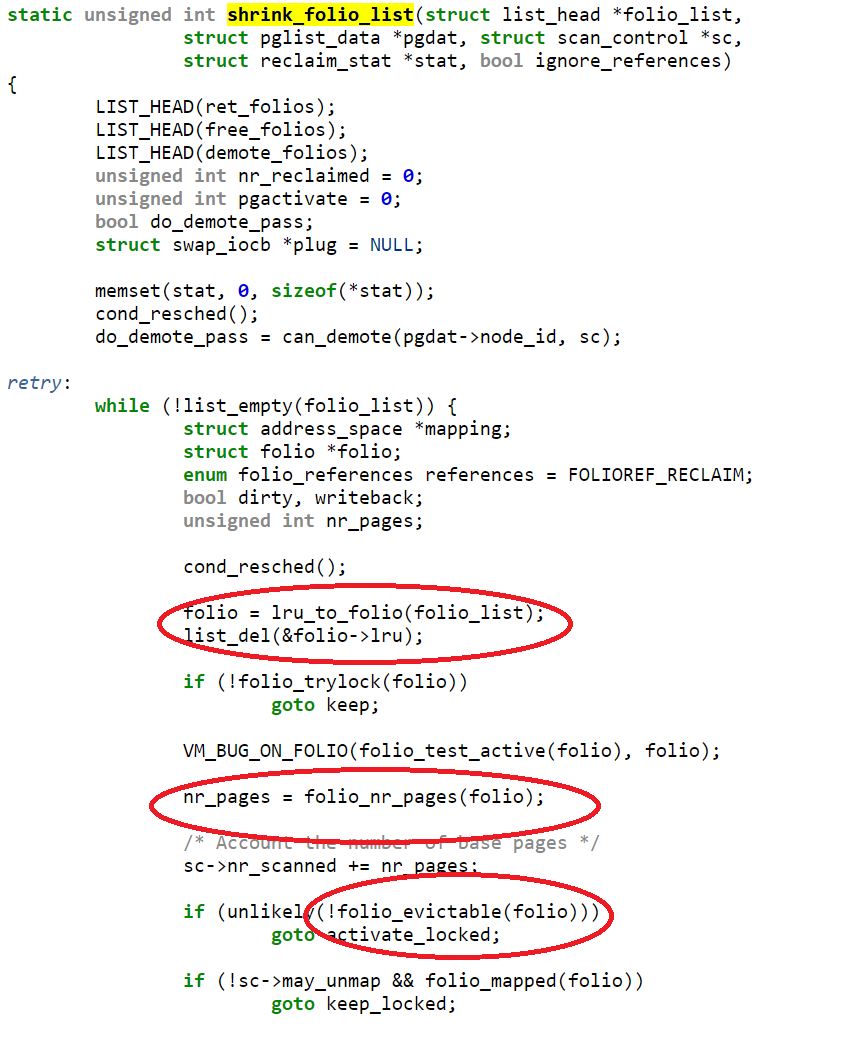 static unsigned int shrink_folio_list(struct list_head *folio_list,
struct pglist_data *pgdat, struct scan_control *sc,
struct reclaim_stat *stat, bool ignore_references)
{
LIST_HEAD(ret_folios);
LIST_HEAD(free_folios);
LIST_HEAD(demote_folios);
unsigned int nr_reclaimed = 0;
unsigned int pgactivate = 0;
bool do_demote_pass;
struct swap_iocb *plug = NULL;
memset(stat, 0, sizeof(*stat));
cond_resched();
do_demote_pass = can_demote(pgdat->node_id, sc);
retry:
while (!list_empty(folio_list)) {
struct address_space *mapping;
struct folio *folio;
enum folio_references references = FOLIOREF_RECLAIM;
bool dirty, writeback;
unsigned int nr_pages;
cond_resched();
folio = lru_to_folio(folio_list);
list_del(&folio->lru);
if (!folio_trylock(folio))
goto keep;
VM_BUG_ON_FOLIO(folio_test_active(folio), folio);
nr_pages = folio_nr_pages(folio);
/* Account the number of base pages */
sc->nr_scanned += nr_pages;
if (unlikely(!folio_evictable(folio)))
goto activate_locked;
if (!sc->may_unmap && folio_mapped(folio))
goto keep_locked;